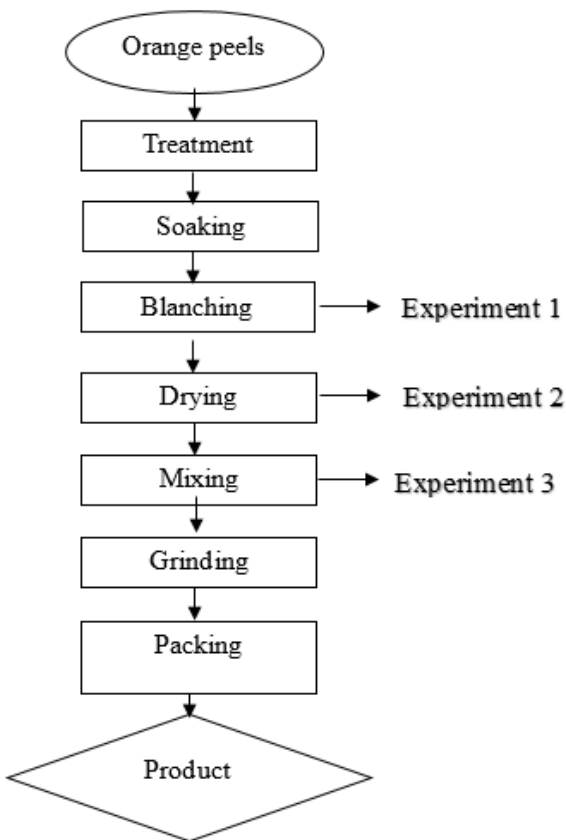 Orange peels
Treatment
Soaking
Blanching
Experiment 1
Drying
Experiment 2
Mixing
Experiment 3
Grinding
Packing
Product